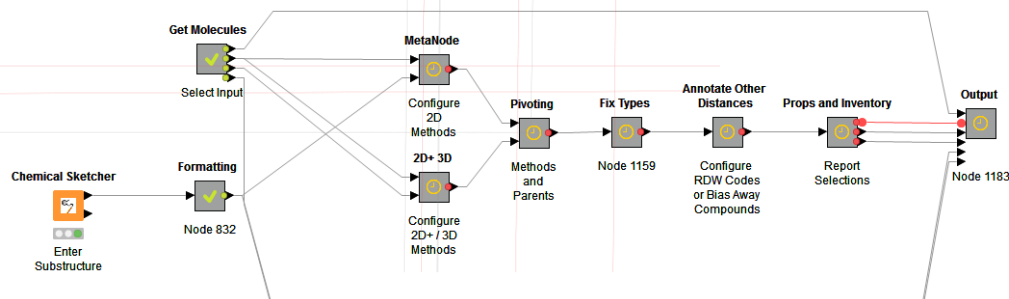 Get Molecules
Select Input
MetaNode
Configure
2D
Methods
Chemical Sketcher
Enter
Substructure
Formatting
Node 832
2D+ 3D
Configure
2D+ / 3D
Methods
Pivoting
Methods
and
Parents
Fix Types
Node 1159
Annotate Other
Distances
Configure
RDW Codes
or Bias Away
Compounds
Props and Inventory
Report
Selections
Output
Node 1183